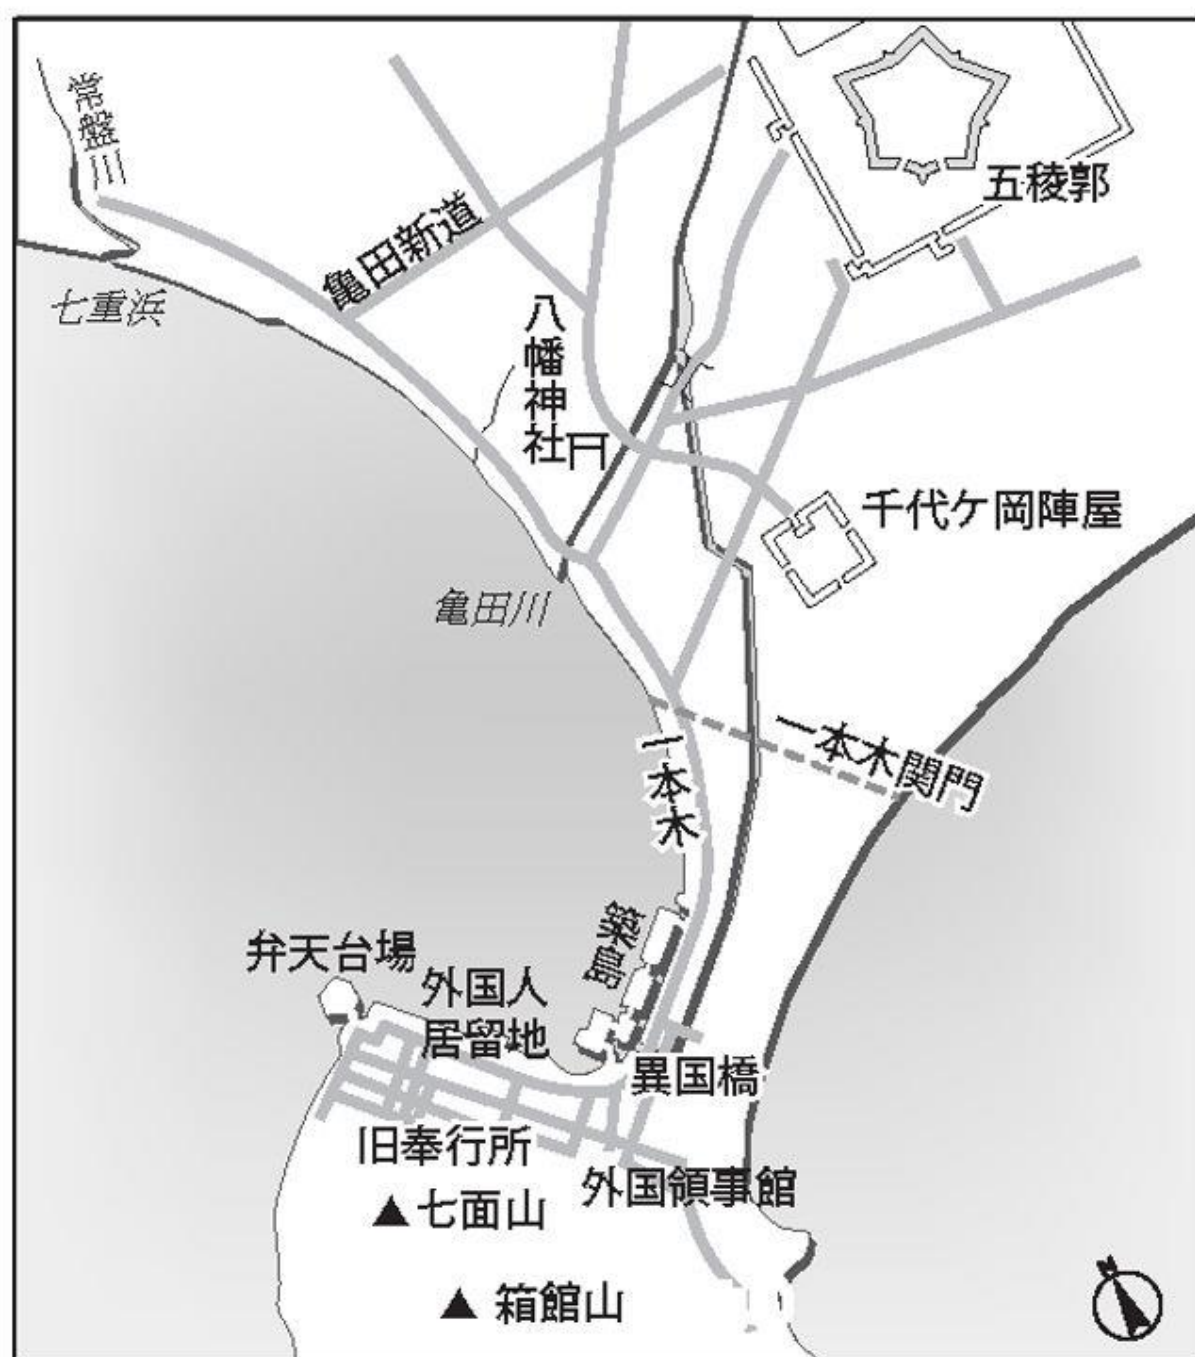 常盤川
五稜郭
亀田新道
七重浜
八幡神社
千代ケ岡陣屋
亀田川
一本木関門
一本木
築島
弁天台場
外国人
居留地
異国橋
旧奉行所
外国領事館
▲七面山
▲ 箱館山
N